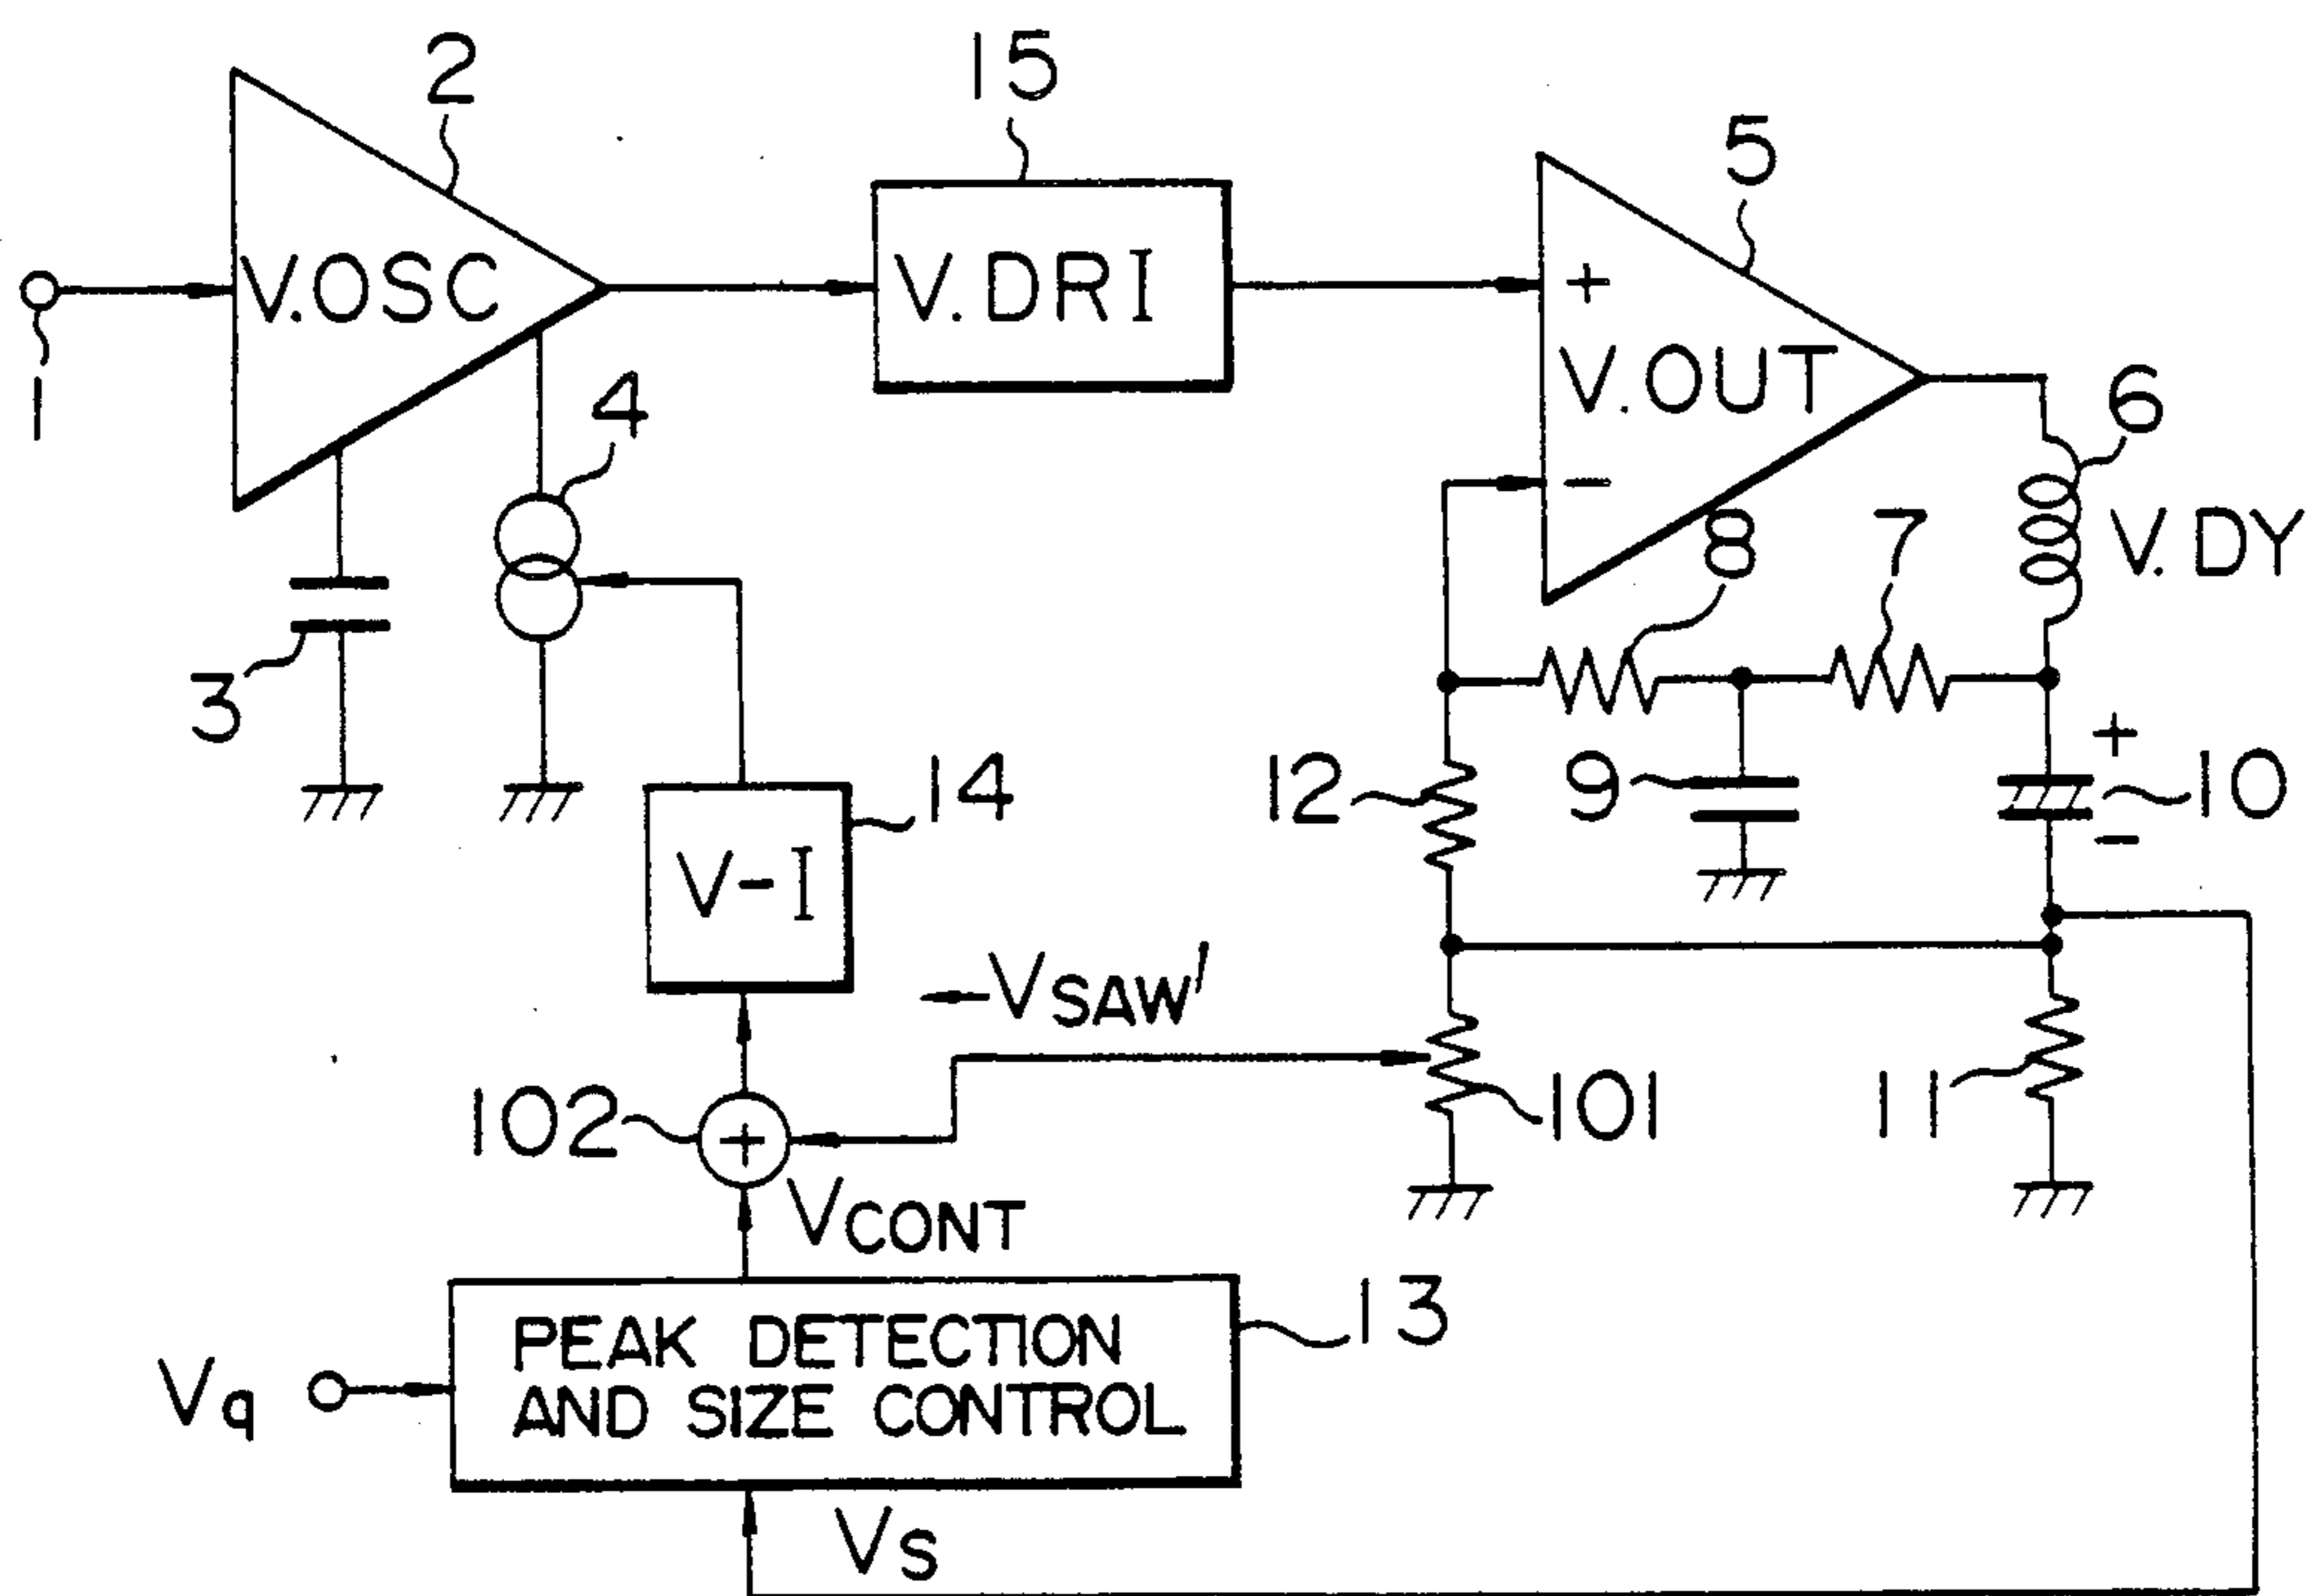 2
15
5
V.OSC
V.DRI
+
V.OUT
-
1
4
6
V.DY
8
7
3
12
9
+
10
-
14
V-I
VSAW'
102
+
101
11
VCONT
13
PEAK DETECTION
AND SIZE CONTROL
Vq
VS